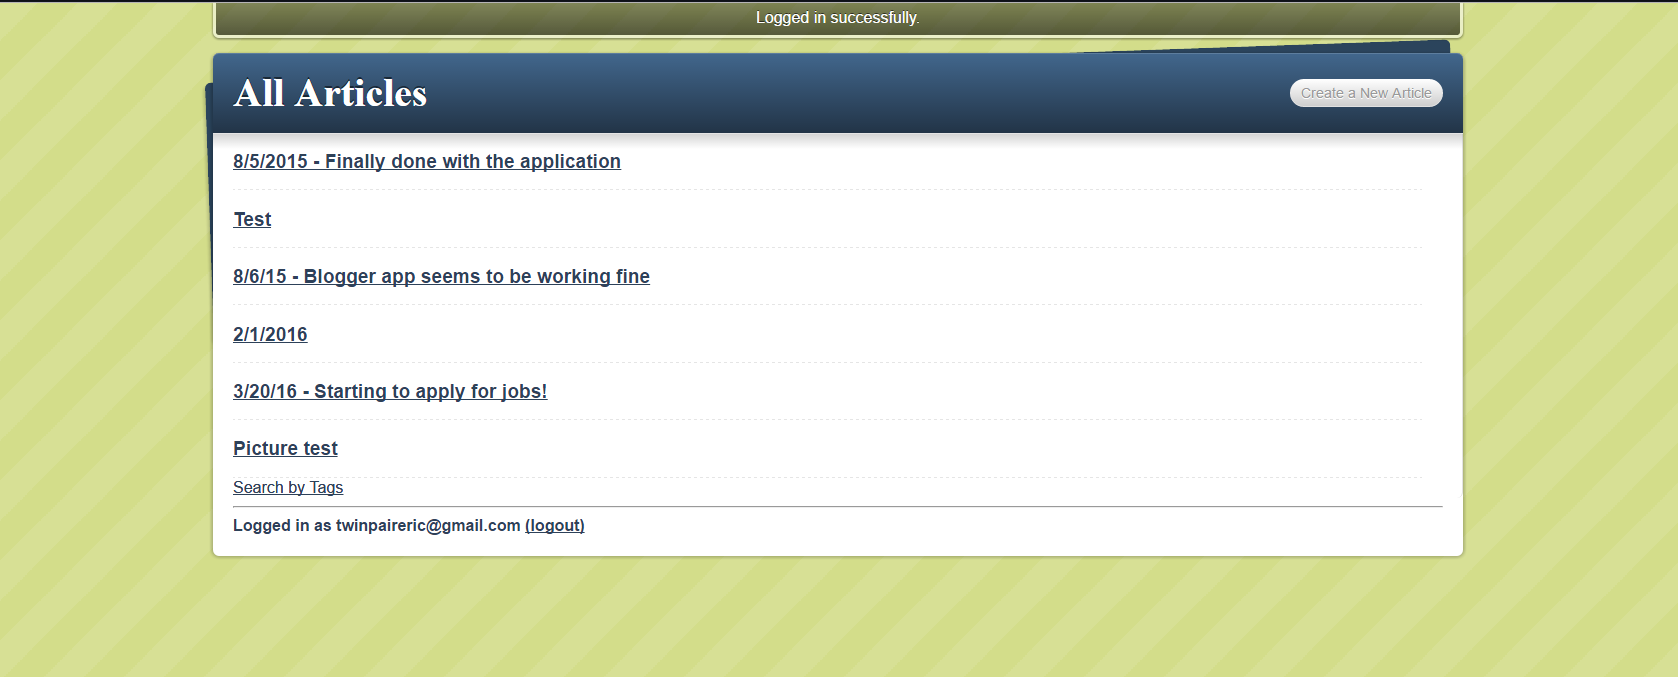 Logged in successfully.
All Articles
Create a New Article
8/5/2015 - Finally done with the application
Test
8/6/15 - Blogger app seems to be working fine
2/1/2016
3/20/16 - Starting to apply for jobs!
Picture test
Search by Tags
Logged in as twinpaireric@gmail.com (logout)